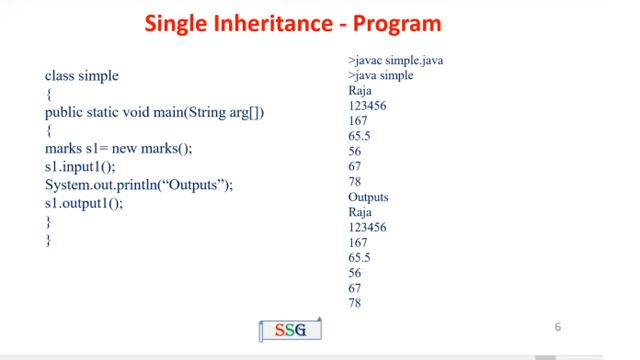 Single Inheritance - Program
class simple
{
public static void main(String arg[])
{
marks s1= new marks();
s1.input1();
System.out.println(“Outputs”);
s1.output1();
}
}
>javac simple.java
>java simple
Raja
123456
167
65.5
56
67
78
Outputs
Raja
123456
167
65.5
56
67
78
SSG
6